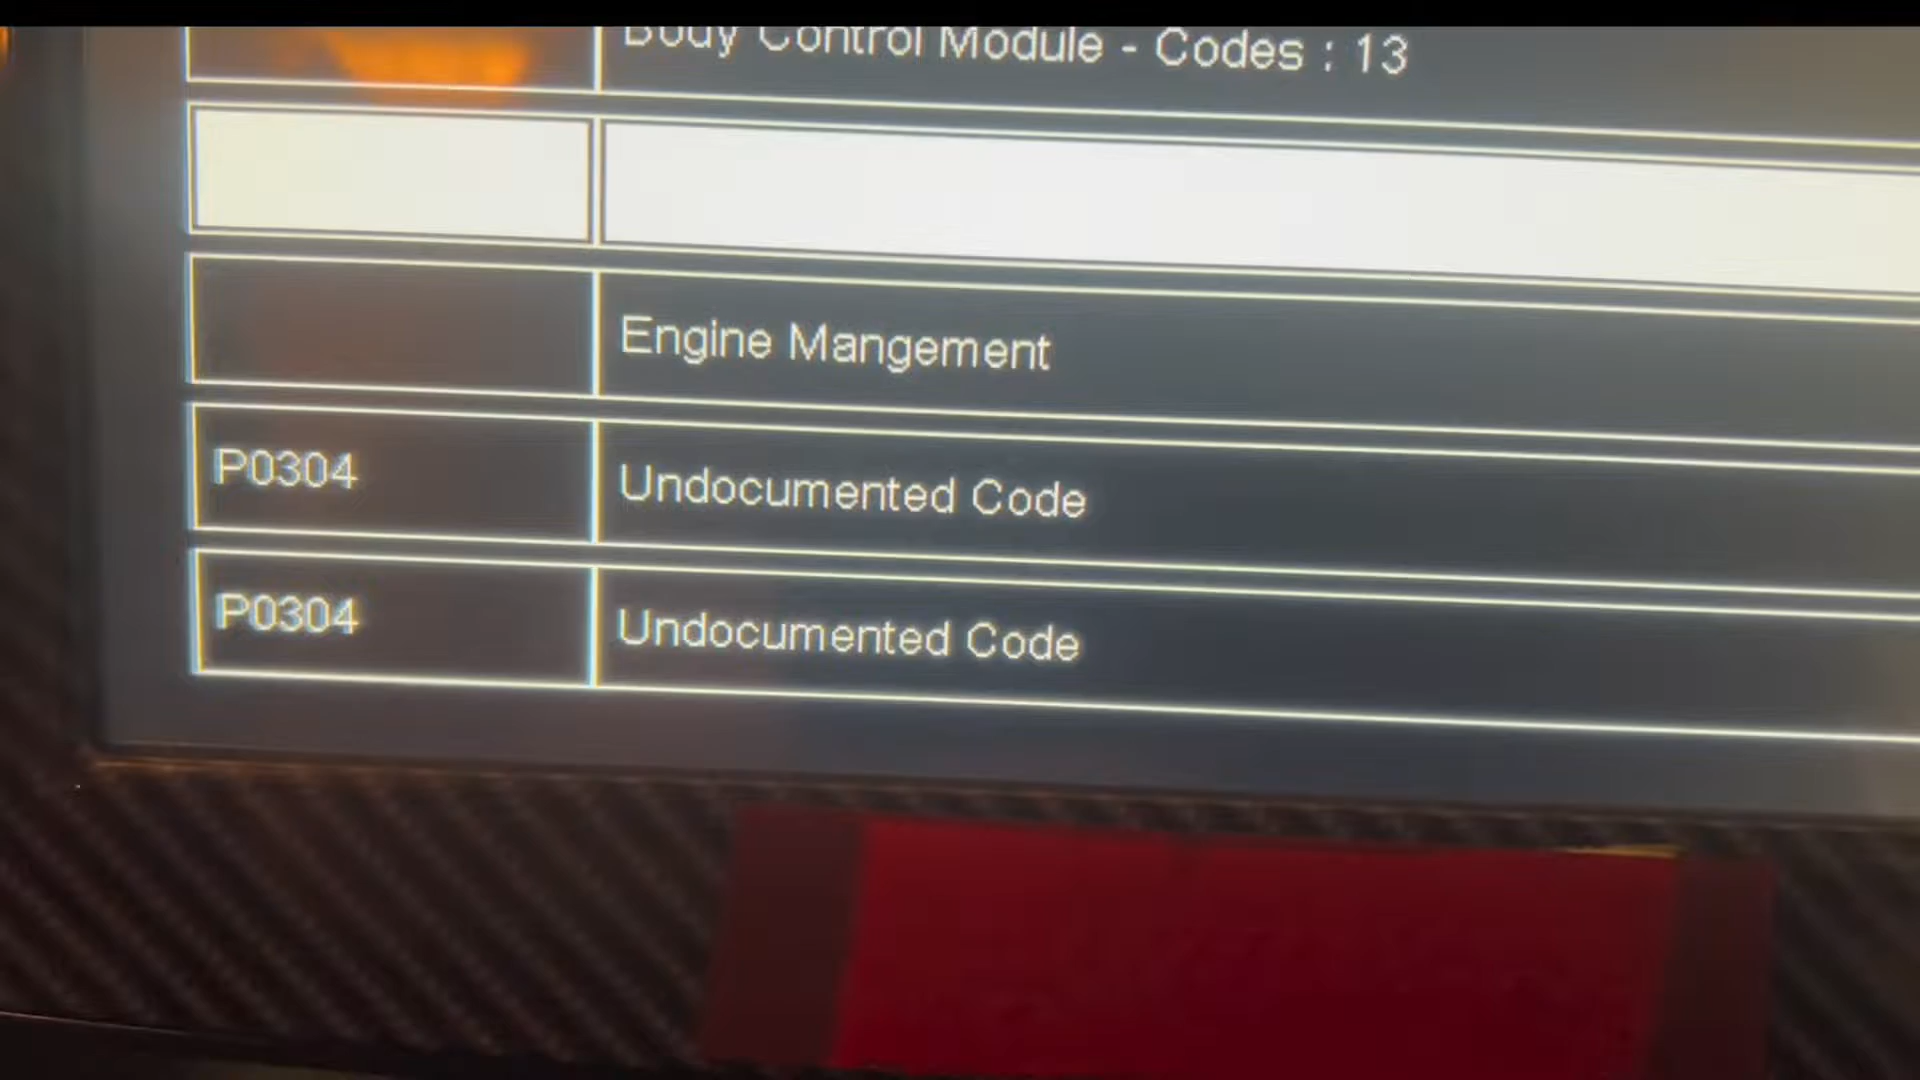 Body Control Module - Codes : 13
Engine Mangement
P0304 Undocumented Code
P0304 Undocumented Code